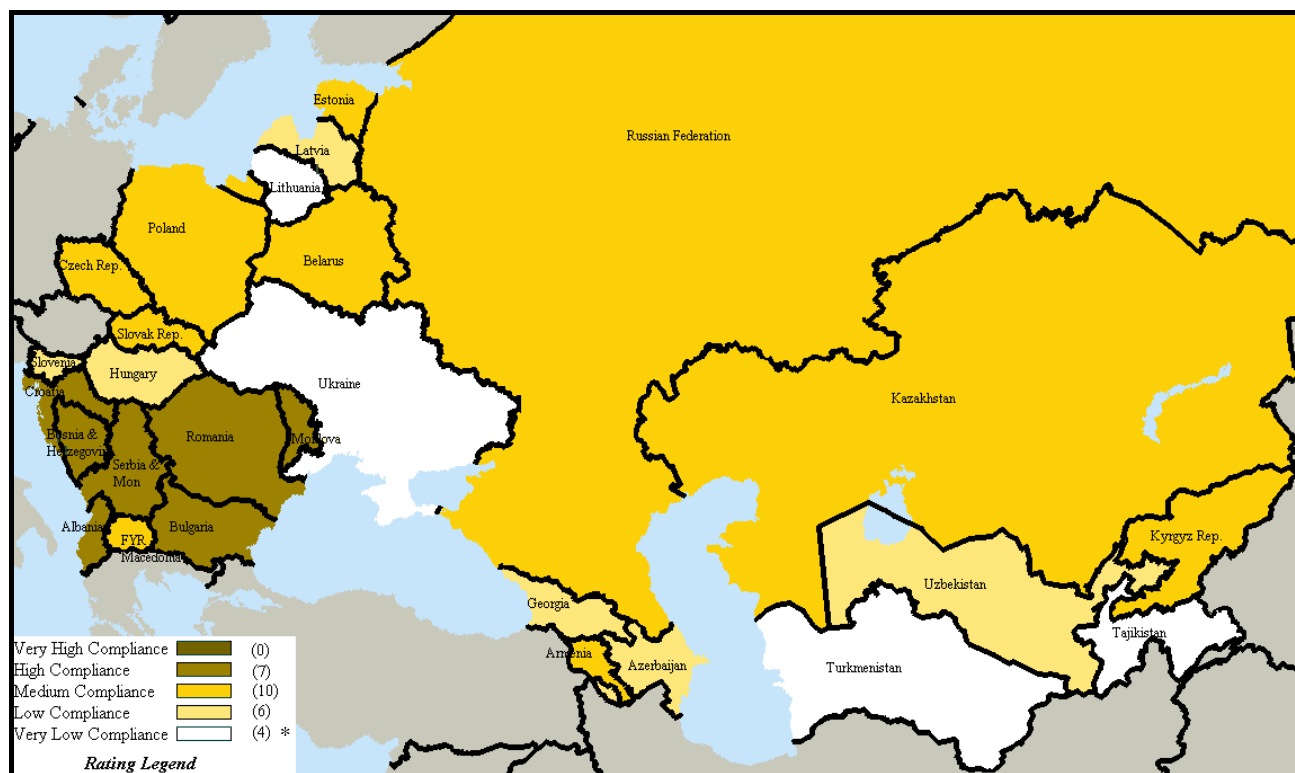 Estonia
Russian Federation
Latvia
Lithuania
Poland
Belarus
Czech Rep.
Slovak Rep.
Slovenia
Hungary
Ukraine
Croatia
Kazakhstan
Bosnia &
Herzegovin
Romania
Moldova
Serbia &
Mon
Albania
Bulgaria
FYR
Macedonia
Kyrgyz Rep.
Uzbekistan
Georgia
Tajikistan
Armenia
Azerbaijan
Turkmenistan
Very High Compliance (0)
High Compliance (7)
Medium Compliance (10)
Low Compliance (6)
Very Low Compliance (4) *
Rating Legend